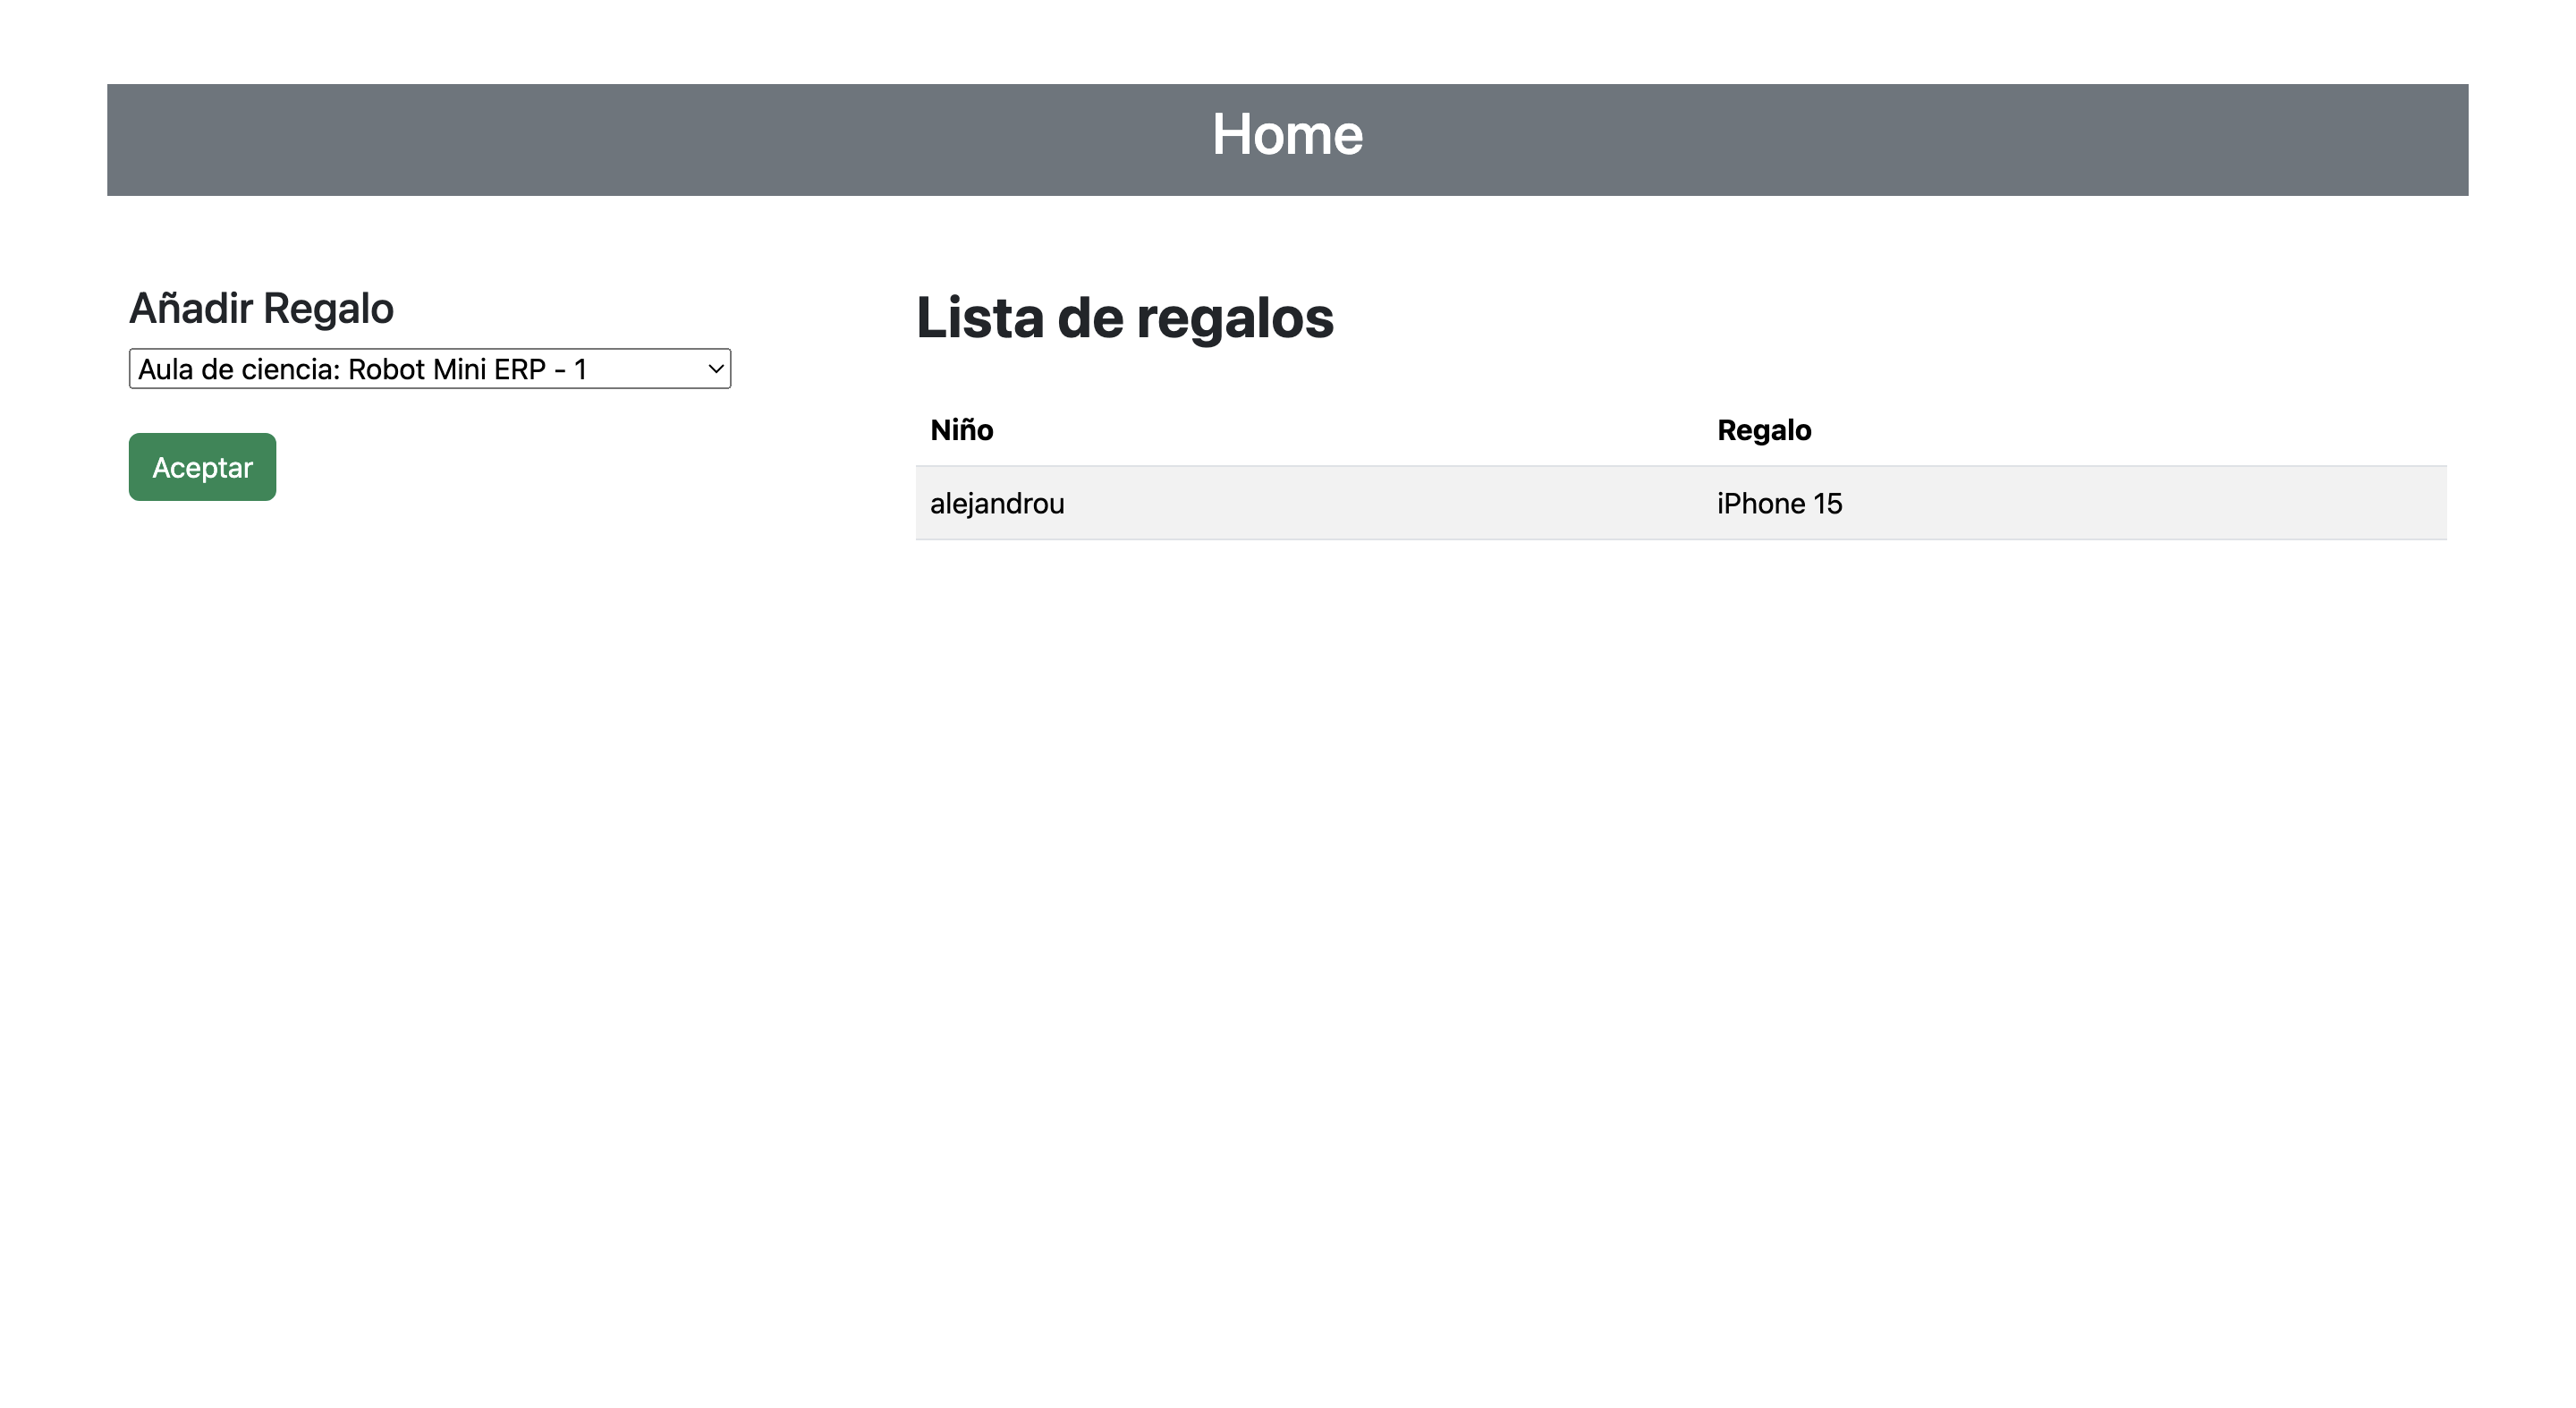 Home
Añadir Regalo
Aula de ciencia: Robot Mini ERP - 1
Aceptar
Lista de regalos
Niño Regalo
alejandrou iPhone 15